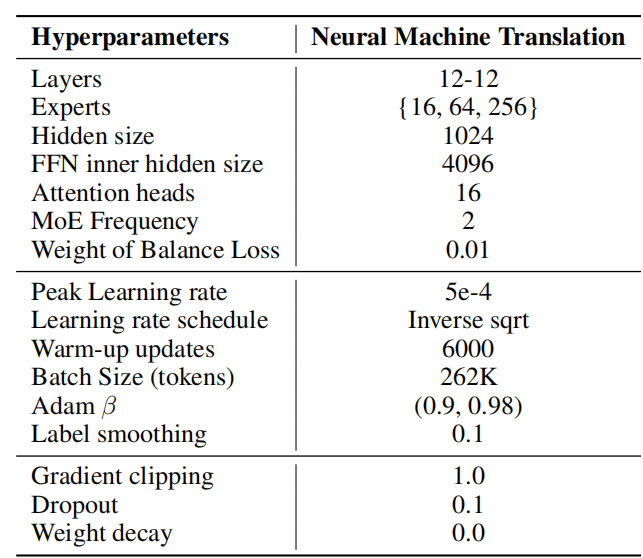 Hyperparameters Neural Machine Translation
Layers 12-12
Experts {16, 64, 256}
Hidden size 1024
FFN inner hidden size 4096
Attention heads 16
MoE Frequency 2
Weight of Balance Loss 0.01
Peak Learning rate 5e-4
Learning rate schedule Inverse sqrt
Warm-up updates 6000
Batch Size (tokens) 262K
Adam β (0.9, 0.98)
Label smoothing 0.1
Gradient clipping 1.0
Dropout 0.1
Weight decay 0.0